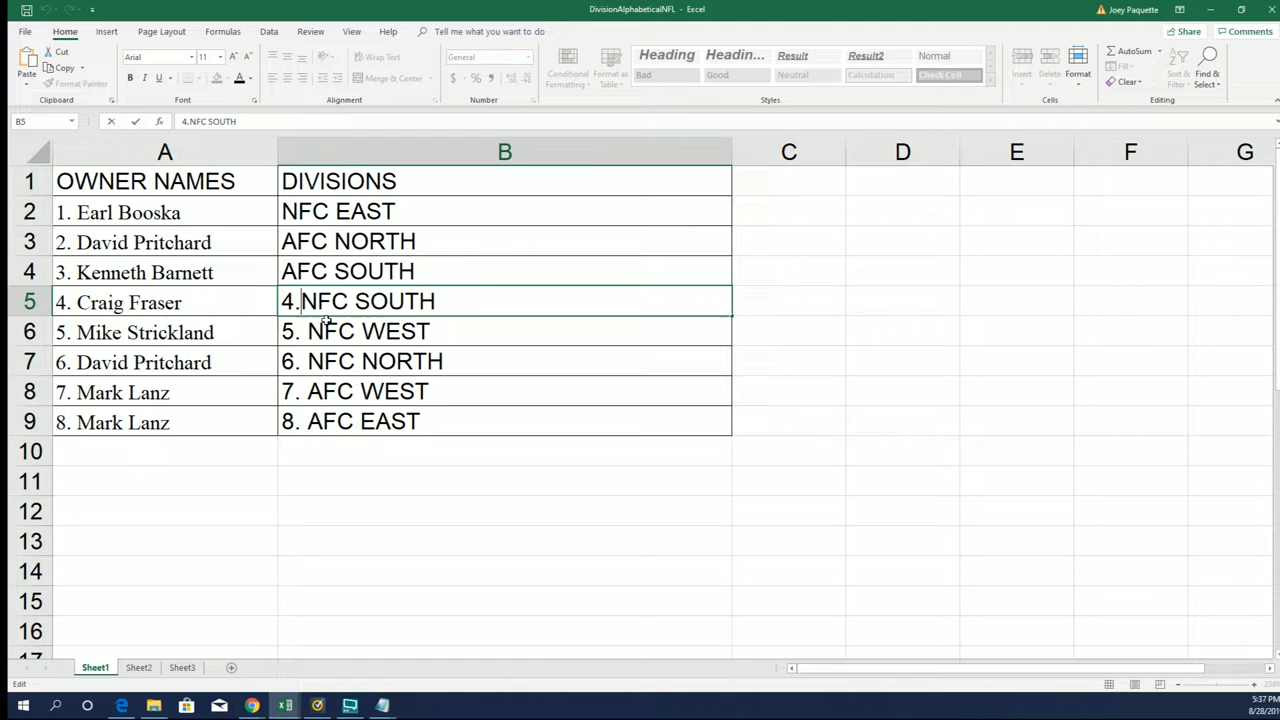 DivisionAlphabeticalNFL - Excel
Joey Paquette
File Home Insert Page Layout Formulas Data Review View Help Tell me what you want to do Share Comments
Paste Cut Copy Format Painter
Clipboard
Arial 11
B I U
Font
Wrap Text
Merge & Center
Alignment
General
$ % ,
Number
Conditional Formatting Format as Table
Heading Headin... Result Result2 Normal
Bad Good Neutral Calculation Check Cell
Styles
Insert Delete Format
Cells
AutoSum Fill Clear Sort & Filter Find & Select
Editing
B5 fx 4.NFC SOUTH
A B C D E F G
1 OWNER NAMES DIVISIONS
2 1. Earl Booska NFC EAST
3 2. David Pritchard AFC NORTH
4 3. Kenneth Barnett AFC SOUTH
5 4. Craig Fraser 4.NFC SOUTH
6 5. Mike Strickland 5. NFC WEST
7 6. David Pritchard 6. NFC NORTH
8 7. Mark Lanz 7. AFC WEST
9 8. Mark Lanz 8. AFC EAST
10
11
12
13
14
15
16
17
Sheet1 Sheet2 Sheet3
Edit
5:37 PM